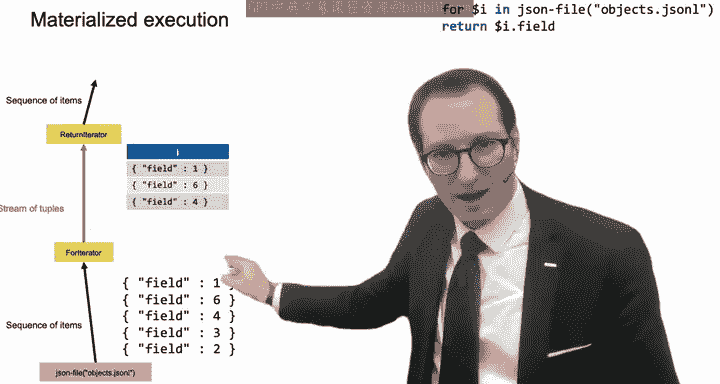 Materialized execution
for $i in json-file("objects.jsonl")
return $i.field
Sequence of items
ReturnIterator
{ "field" : 1 }
{ "field" : 6 }
{ "field" : 4 }
Stream of tuples
ForIterator
{ "field" : 1 }
{ "field" : 6 }
{ "field" : 4 }
{ "field" : 3 }
{ "field" : 2 }
Sequence of items
json-file("objects.jsonl")